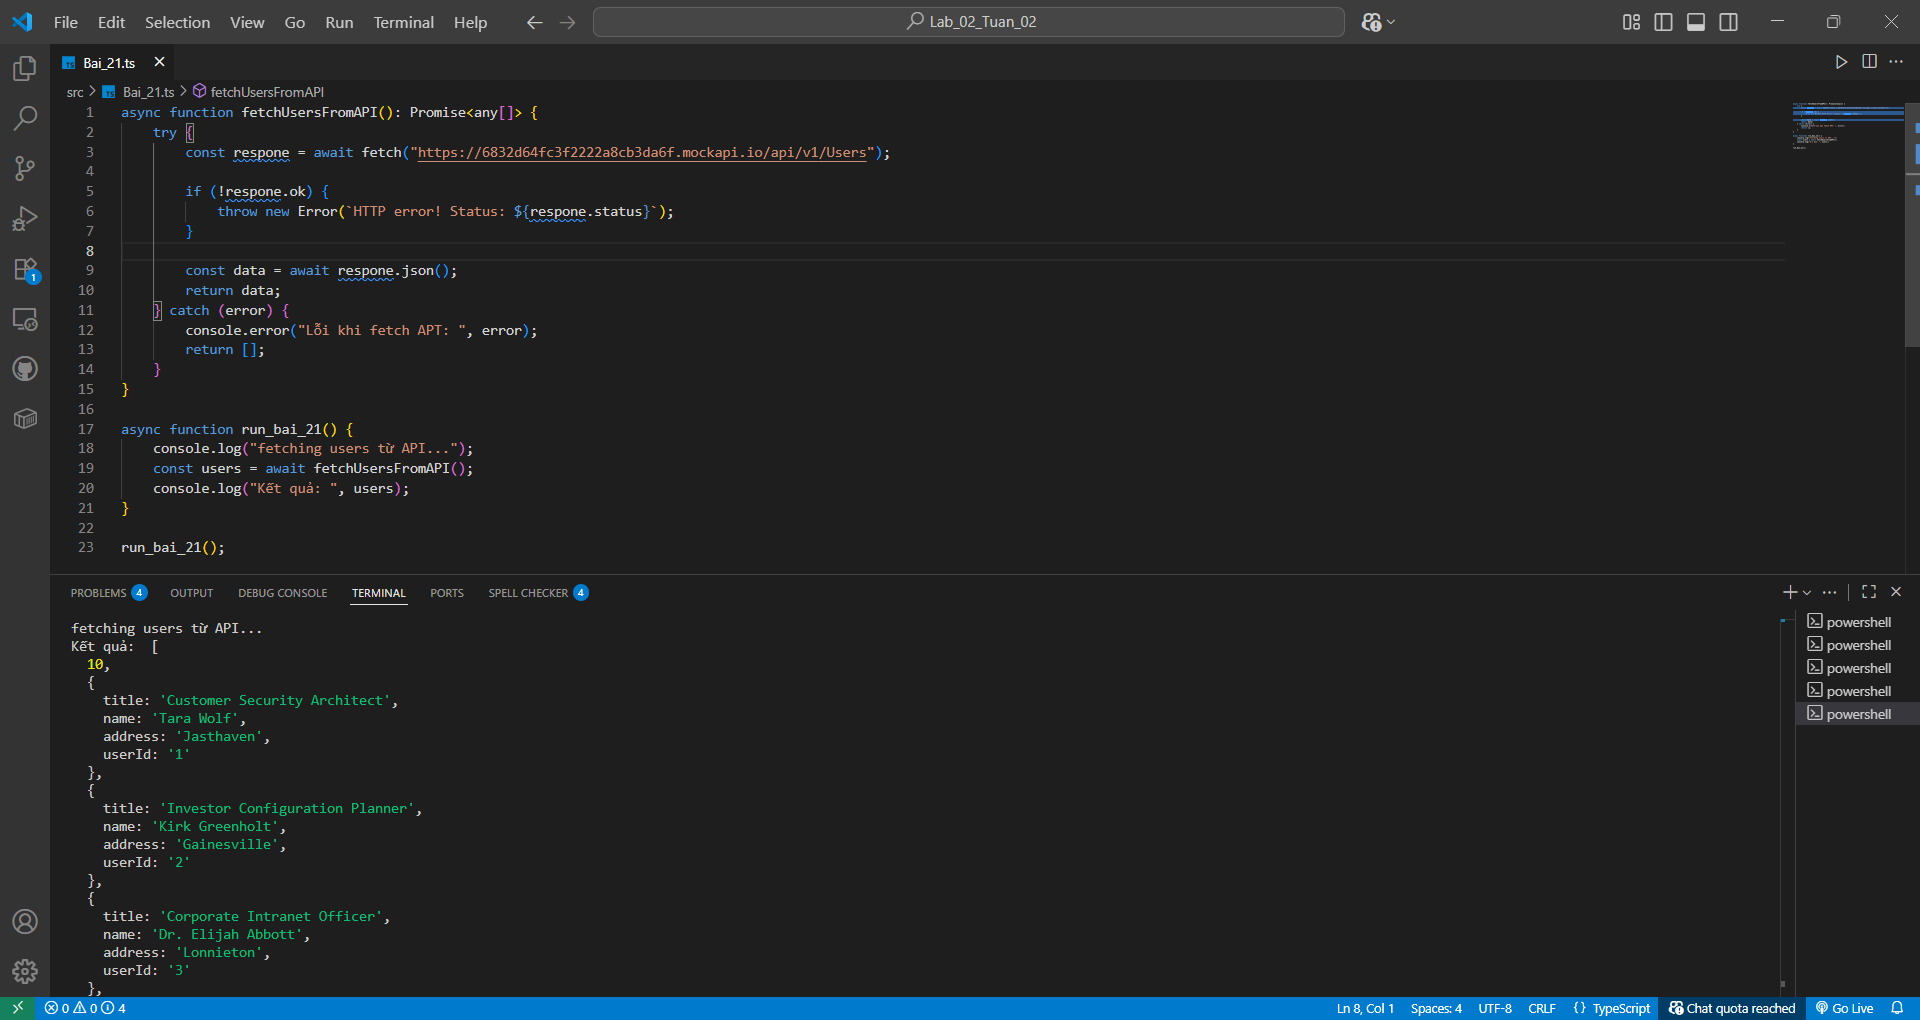 File Edit Selection View Go Run Terminal Help
Lab_02_Tuan_02
Bai_21.ts
src > Bai_21.ts > fetchUsersFromAPI
1 async function fetchUsersFromAPI(): Promise<any[]> {
2 try {
3 const respone = await fetch("https://6832d64fc3f2222a8cb3da6f.mockapi.io/api/v1/Users");
4
5 if (!respone.ok) {
6 throw new Error(`HTTP error! Status: ${respone.status}`);
7 }
8
9 const data = await respone.json();
10 return data;
11 } catch (error) {
12 console.error("Lỗi khi fetch APT: ", error);
13 return [];
14 }
15 }
16
17 async function run_bai_21() {
18 console.log("fetching users từ API...");
19 const users = await fetchUsersFromAPI();
20 console.log("Kết quả: ", users);
21 }
22
23 run_bai_21();
PROBLEMS 4 OUTPUT DEBUG CONSOLE TERMINAL PORTS SPELL CHECKER 4
fetching users từ API...
Kết quả:  [
10,
{
title: 'Customer Security Architect',
name: 'Tara Wolf',
address: 'Jasthaven',
userId: '1'
},
{
title: 'Investor Configuration Planner',
name: 'Kirk Greenholt',
address: 'Gainesville',
userId: '2'
},
{
title: 'Corporate Intranet Officer',
name: 'Dr. Elijah Abbott',
address: 'Lonnieton',
userId: '3'
},
powershell
powershell
powershell
powershell
powershell
1
0 0 4
Ln 8, Col 1 Spaces: 4 UTF-8 CRLF {} TypeScript Chat quota reached Go Live